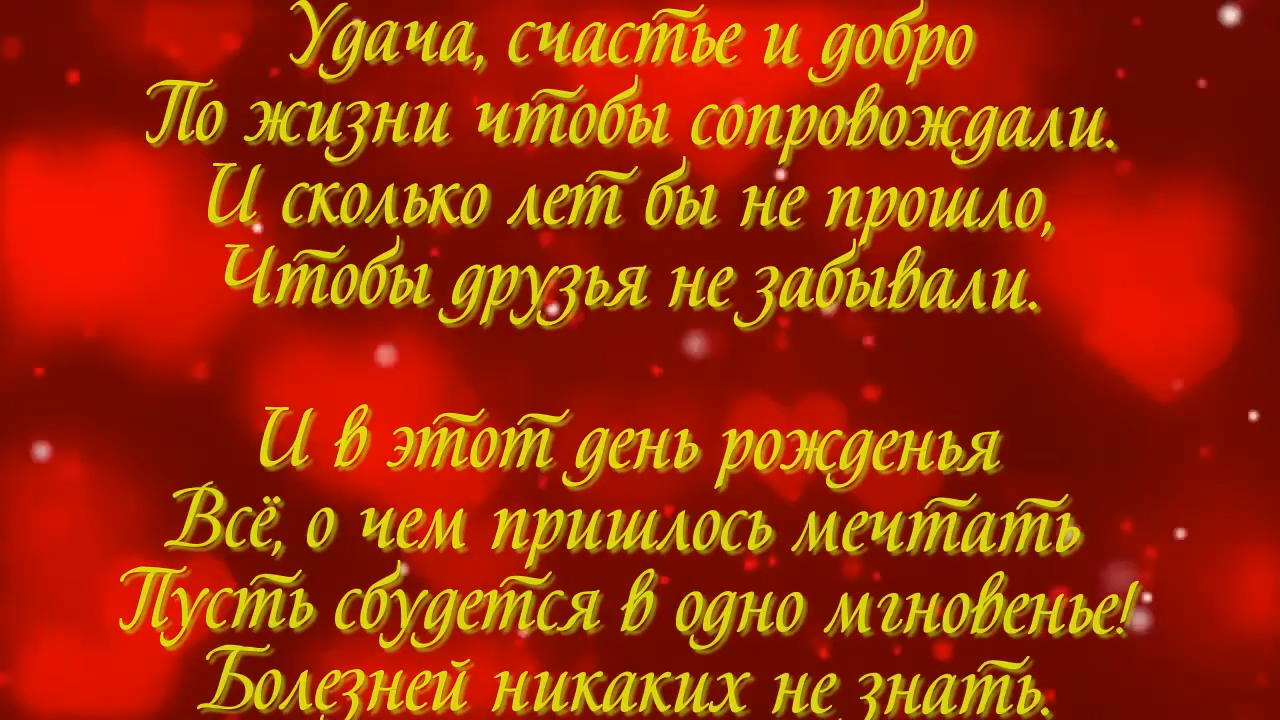 Удача, счастье и добро
По жизни чтобы сопровождали.
И сколько лет бы не прошло,
Чтобы друзья не забывали.
И в этот день рожденья
Всё, о чем пришлось мечтать
Пусть сбудется в одно мгновенье!
Болезней никаких не знать.